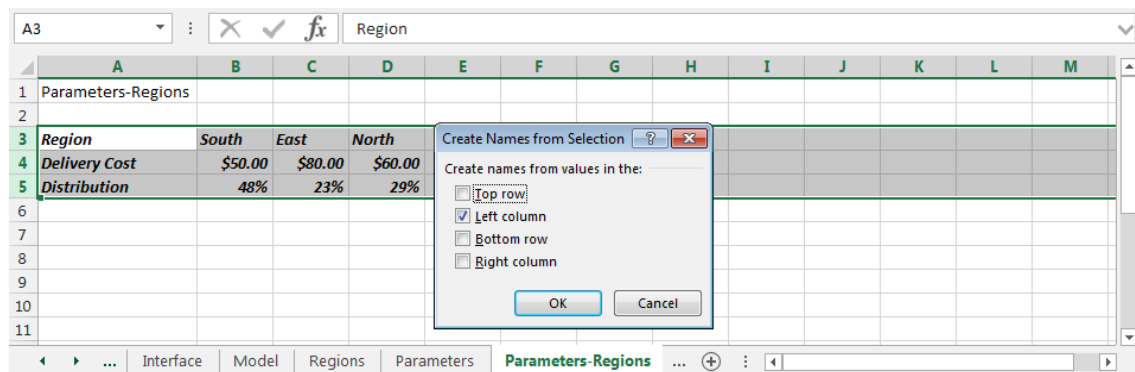 A3 fx Region
A B C D E F G H I J K L M
1 Parameters-Regions
2
3 Region South East North
4 Delivery Cost $50.00 $80.00 $60.00
5 Distribution 48% 23% 29%
6
7
8
9
10
11
Create Names from Selection ?
Create names from values in the:
Top row
Left column
Bottom row
Right column
OK Cancel
... Interface Model Regions Parameters Parameters-Regions ...